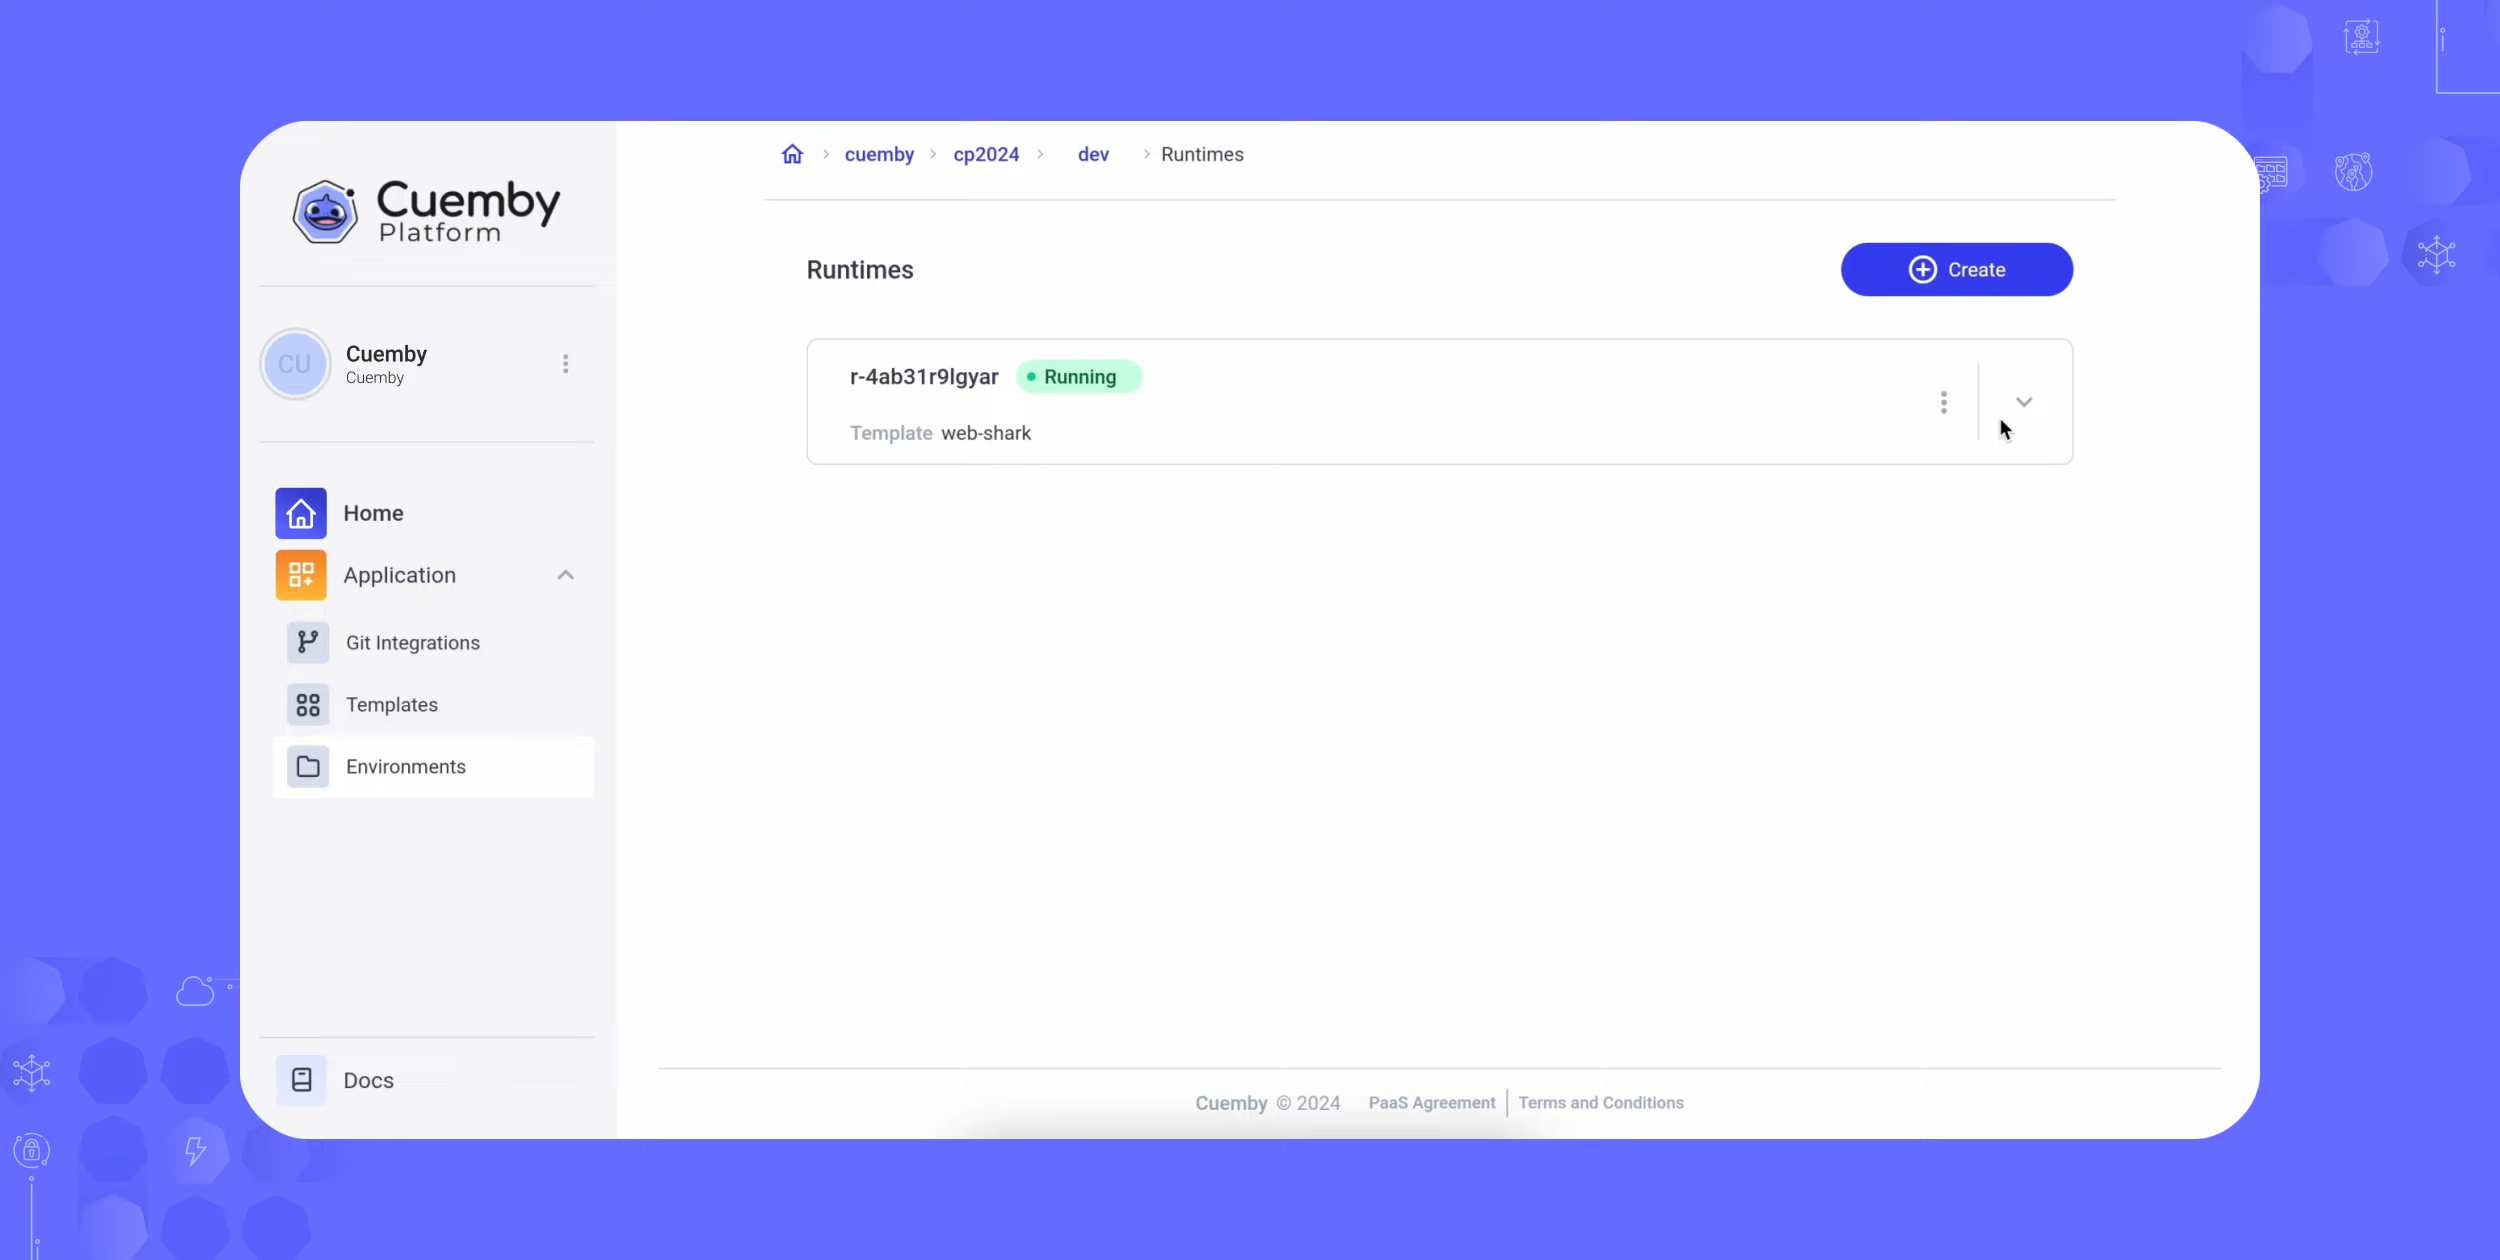 Cuemby
Platform
CU
Cuemby
Cuemby
Home
Application
Git Integrations
Templates
Environments
Docs
cuemby > cp2024 > dev > Runtimes
Runtimes
Create
r-4ab31r9lgyar Running
Template web-shark
Cuemby © 2024 PaaS Agreement Terms and Conditions